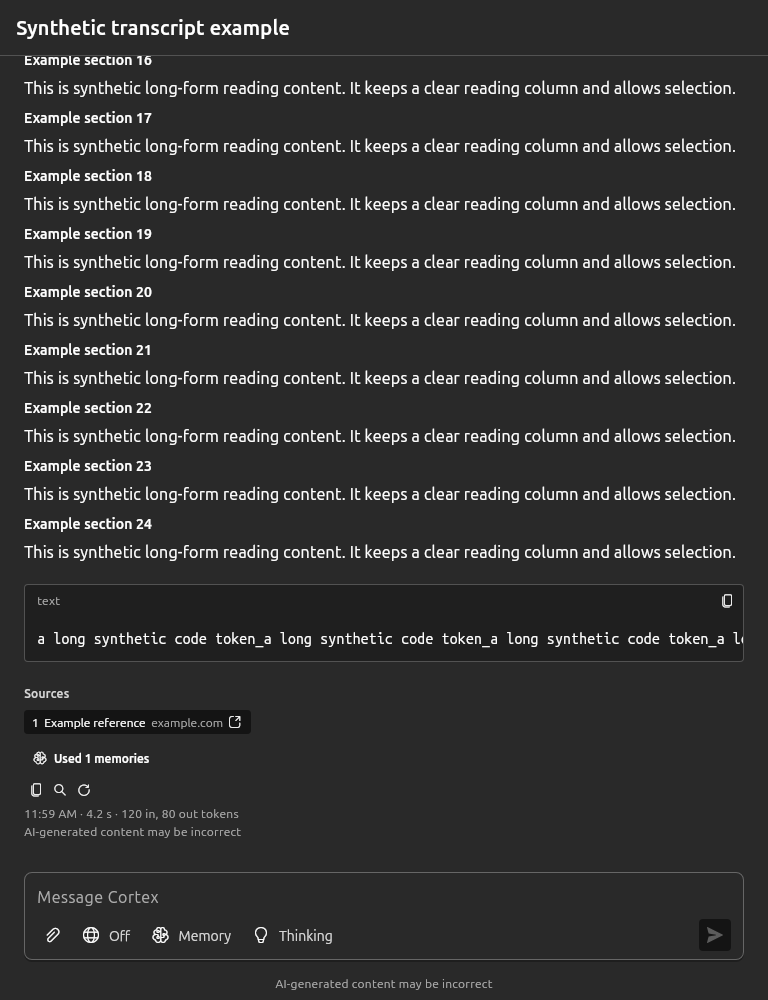 Synthetic transcript example
Example section 16
This is synthetic long-form reading content. It keeps a clear reading column and allows selection.
Example section 17
This is synthetic long-form reading content. It keeps a clear reading column and allows selection.
Example section 18
This is synthetic long-form reading content. It keeps a clear reading column and allows selection.
Example section 19
This is synthetic long-form reading content. It keeps a clear reading column and allows selection.
Example section 20
This is synthetic long-form reading content. It keeps a clear reading column and allows selection.
Example section 21
This is synthetic long-form reading content. It keeps a clear reading column and allows selection.
Example section 22
This is synthetic long-form reading content. It keeps a clear reading column and allows selection.
Example section 23
This is synthetic long-form reading content. It keeps a clear reading column and allows selection.
Example section 24
This is synthetic long-form reading content. It keeps a clear reading column and allows selection.
text
a long synthetic code token_a long synthetic code token_a long synthetic code token_a
Sources
1 Example reference example.com
Used 1 memories
11:59 AM · 4.2 s · 120 in, 80 out tokens
AI-generated content may be incorrect
Message Cortex
Off Memory Thinking
AI-generated content may be incorrect